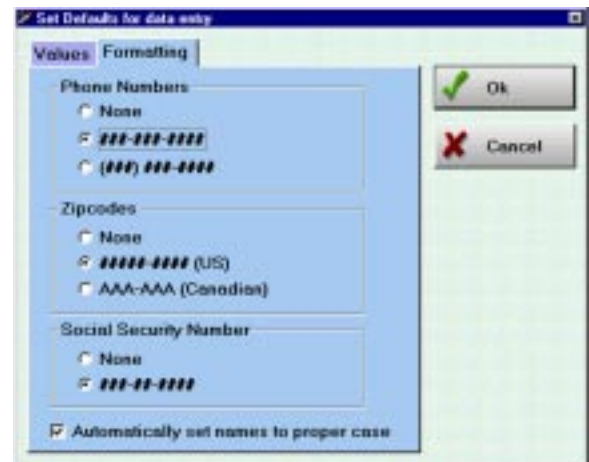 Set Defaults for data entry
Values Formatting
Phone Numbers
None
###-###-####
(###) ###-####
Zipcodes
None
#####-#### (US)
AAA-AAA (Canadian)
Social Security Number
None
###-##-####
Automatically set names to proper case
Ok
Cancel